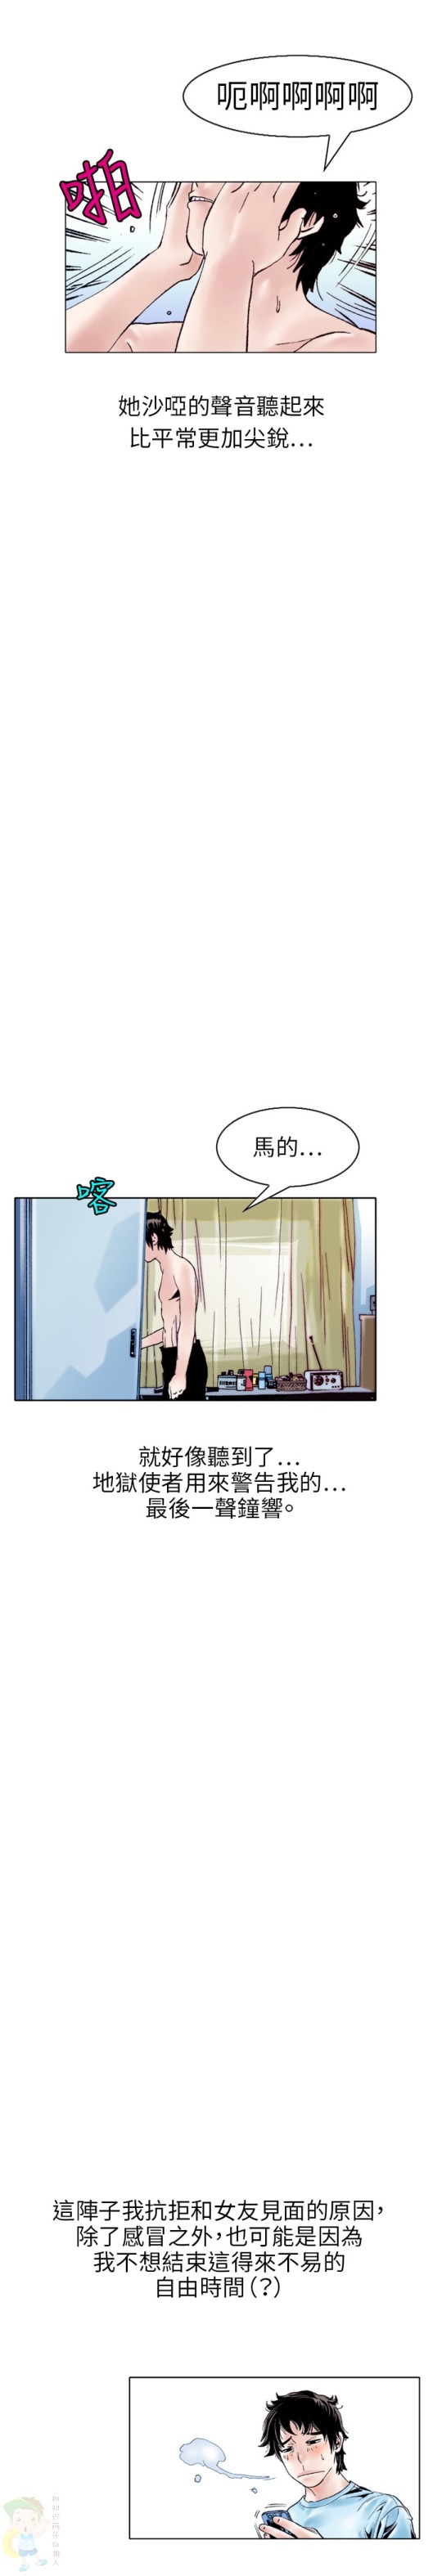 呃啊啊啊啊
啪
她沙啞的聲音聽起來
比平常更加尖銳...
馬的...
喀
就好像聽到了...
地獄使者用來警告我的...
最後一聲鐘響。
這陣子我抗拒和女友見面的原因，
除了感冒之外，也可能是因為
我不想結束這得來不易的
自由時間（？）